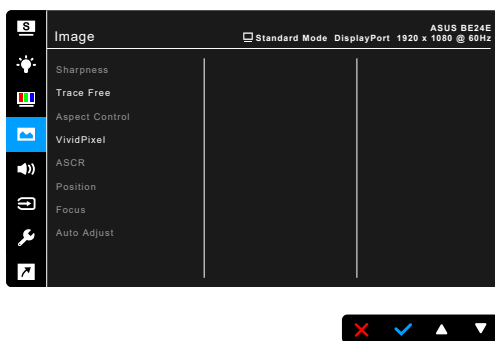 S
ASUS BE24E
Image
Standard Mode DisplayPort 1920 x 1080 @ 60Hz
Sharpness
Trace Free
Aspect Control
VividPixel
ASCR
Position
Focus
Auto Adjust